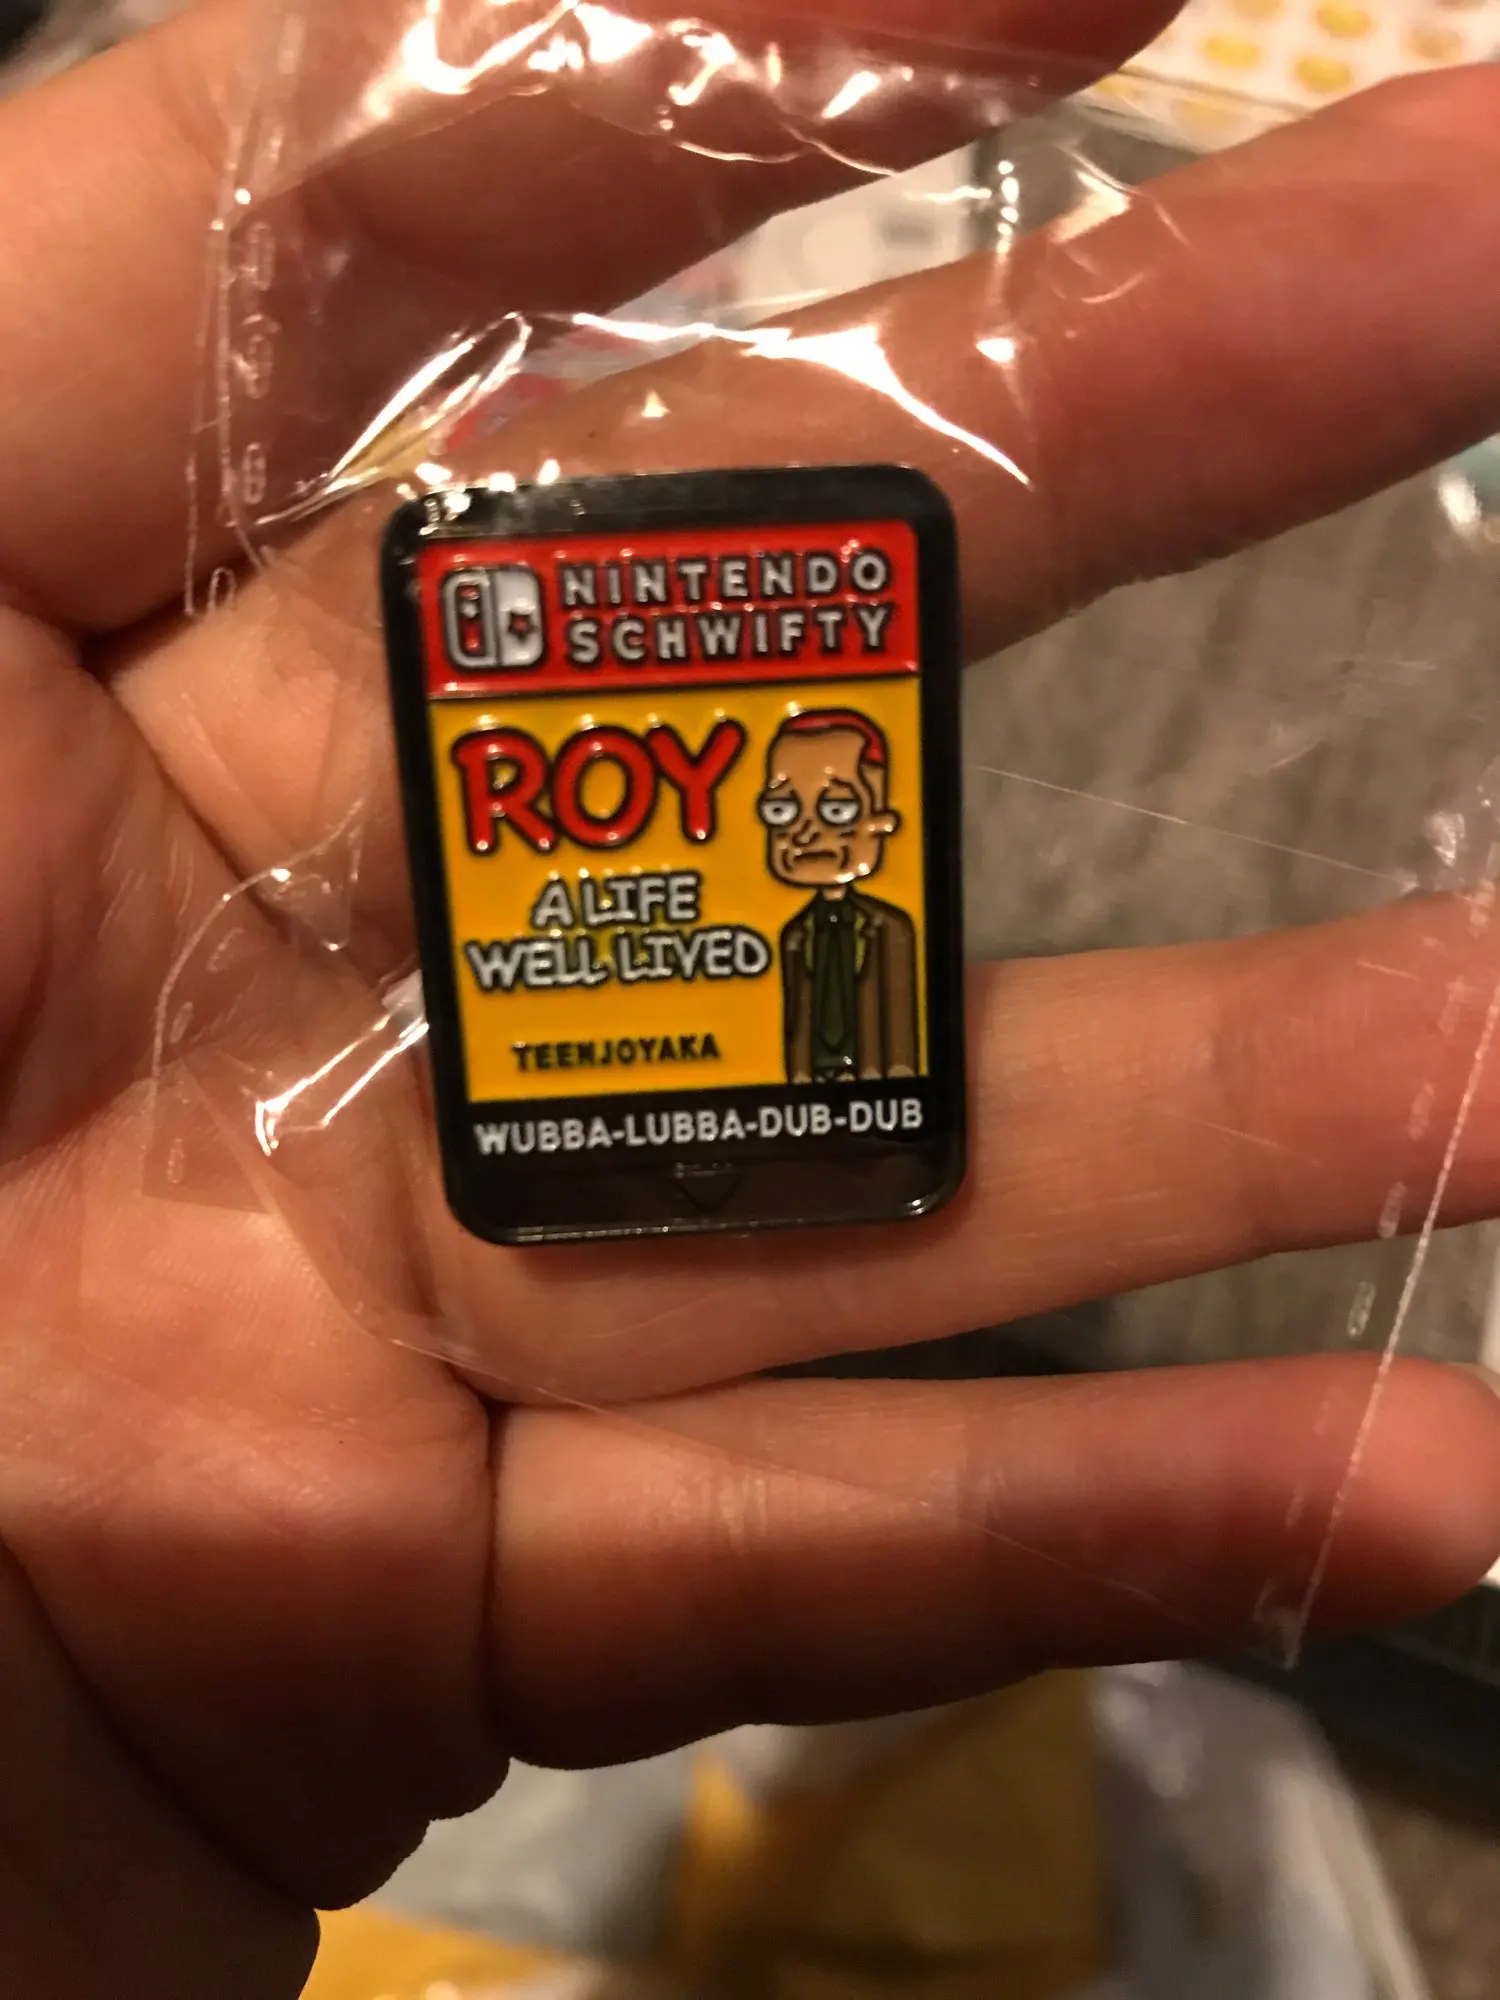 NINTENDO
SCHWIFTY
ROY
A LIFE
WELL LIVED
TEENJOYAKA
WUBBA-LUBBA-DUB-DUB